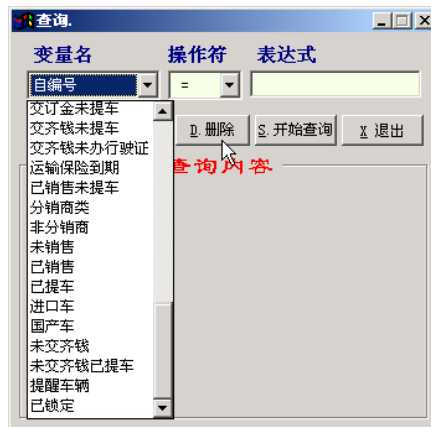 查询.
变量名 操作符 表达式
自编号 =
交订金未提车
交齐钱未提车
交齐钱未办行驶证
运输保险到期
已销售未提车
分销商类
非分销商
未销售
已销售
已提车
进口车
国产车
未交齐钱
未交齐钱已提车
提醒车辆
已锁定
D.删除 S.开始查询 X 退出
查询内容